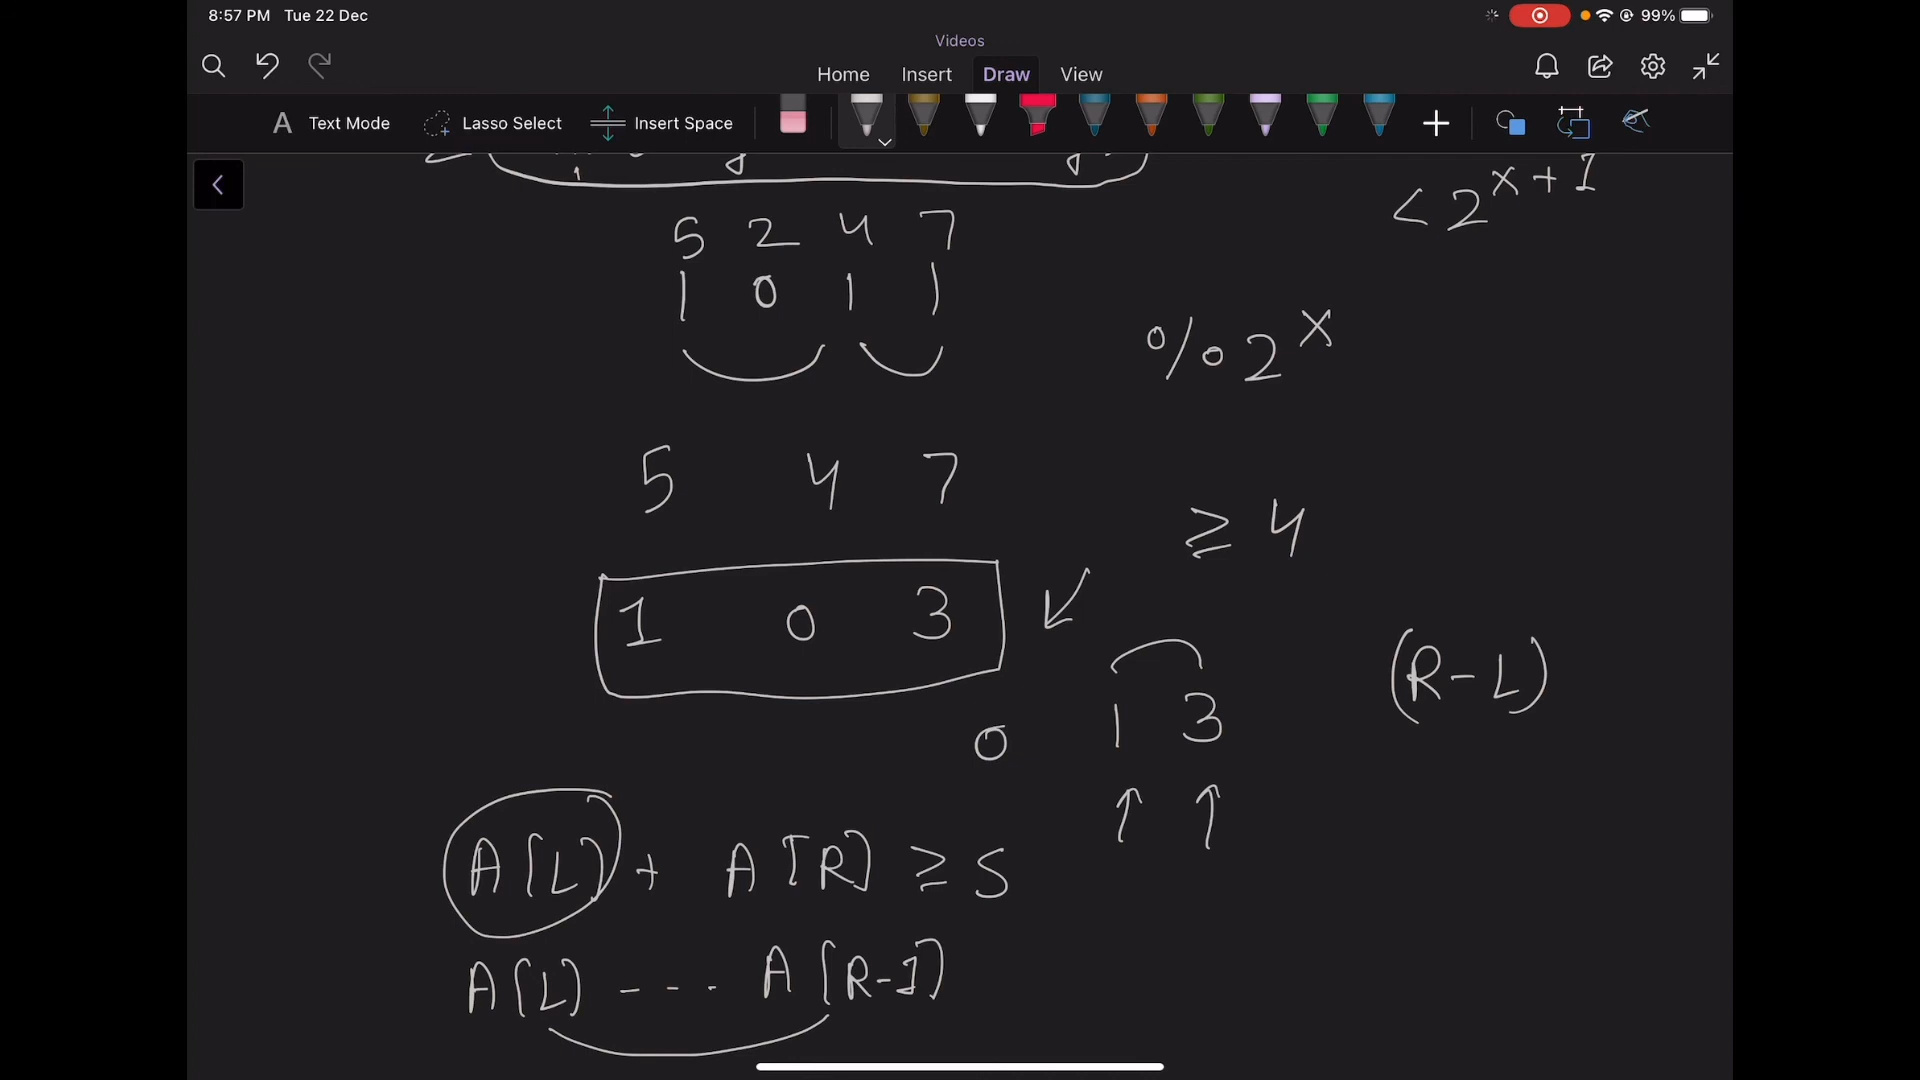 8:57 PM Tue 22 Dec 99%
Videos
Home Insert Draw View
Text Mode Lasso Select Insert Space
< 2^x+1
5 2 4 7
1 0 1 1
% 2^x
5 4 7
≥ 4
1 0 3
(R-L)
0 1 3
A[L] + A[R] ≥ S
A[L] - - - A[R-1]